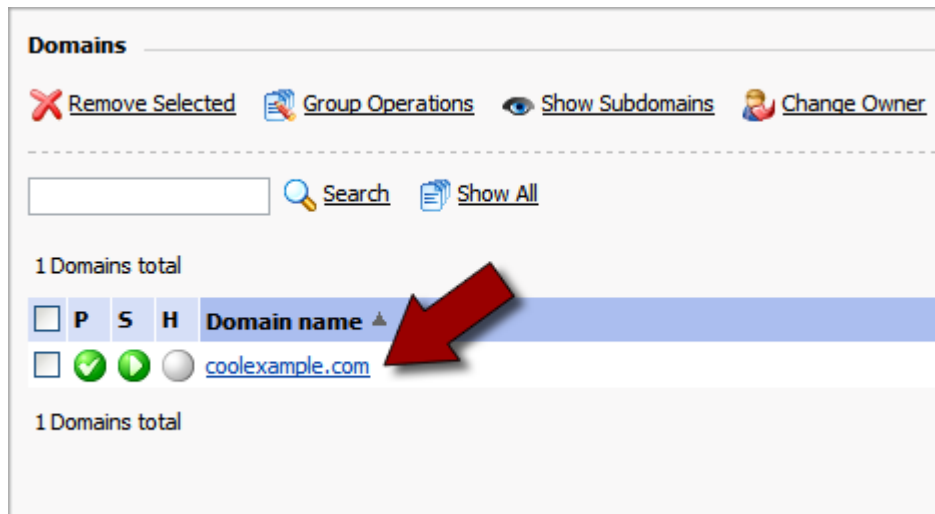 Domains
Remove Selected Group Operations Show Subdomains Change Owner
Search Show All
1 Domains total
P S H Domain name
coolexample.com
1 Domains total